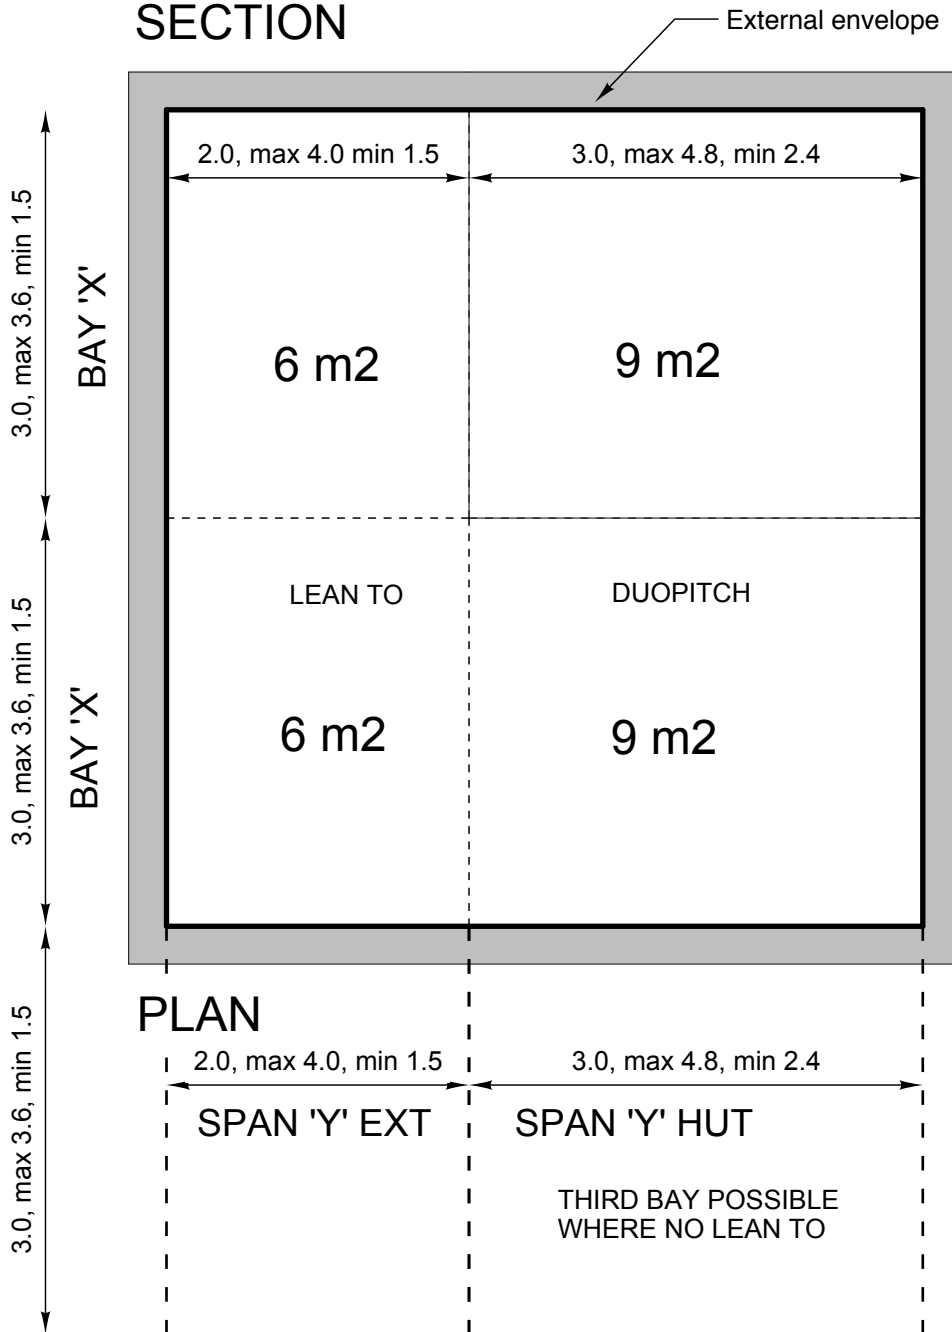 SECTION
External envelope
2.0, max 4.0 min 1.5
3.0, max 4.8, min 2.4
3.0, max 3.6, min 1.5
BAY 'X'
6 m2
9 m2
LEAN TO
DUOPITCH
3.0, max 3.6, min 1.5
BAY 'X'
6 m2
9 m2
PLAN
2.0, max 4.0, min 1.5
3.0, max 4.8, min 2.4
SPAN 'Y' EXT
SPAN 'Y' HUT
3.0, max 3.6, min 1.5
THIRD BAY POSSIBLE
WHERE NO LEAN TO